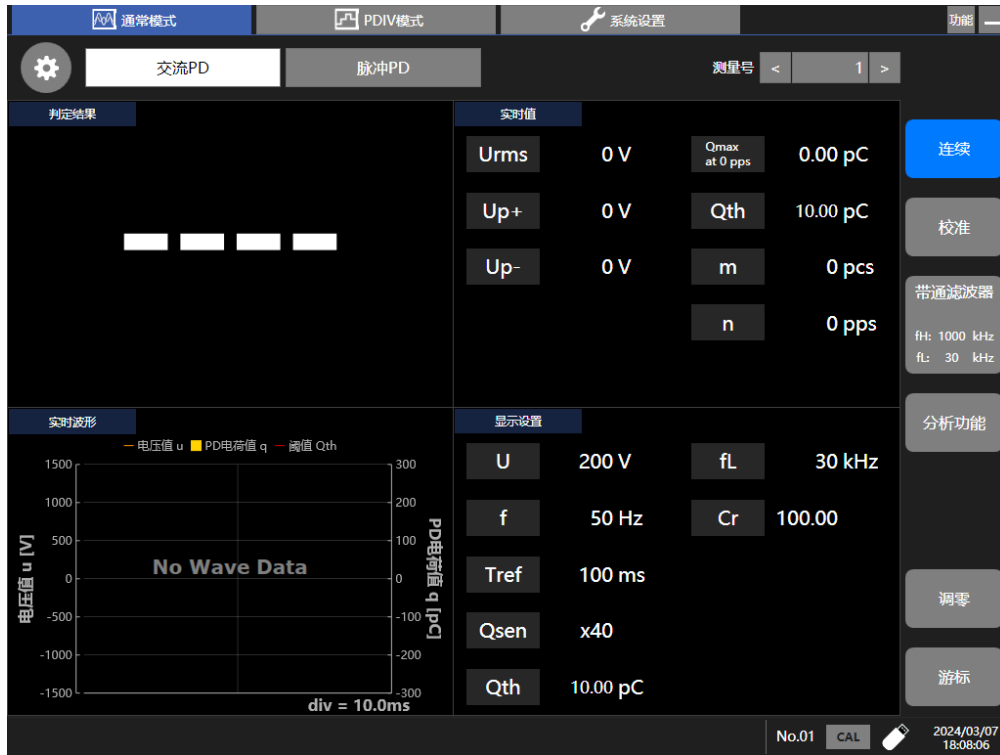 通常模式 PDIV模式 系统设置 功能
交流PD 脉冲PD 测量号 < 1 >
判定结果
实时值
Urms 0 V Qmax at 0 pps 0.00 pC
Up+ 0 V Qth 10.00 pC
Up- 0 V m 0 pcs
n 0 pps
连续
校准
带通滤波器
fH: 1000 kHz
fL: 30 kHz
分析功能
调零
游标
实时波形
电压值 u PD电荷值 q 阈值 Qth
1500 300
1000 200
500 100
0 0
-500 -100
-1000 -200
-1500 -300
电压值 u [V]
PD电荷值 q [pC]
No Wave Data
div = 10.0ms
显示设置
U 200 V fL 30 kHz
f 50 Hz Cr 100.00
Tref 100 ms
Qsen x40
Qth 10.00 pC
No.01 CAL 2024/03/07
18:08:06